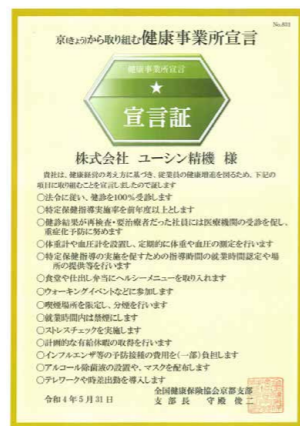 No.401
京(きょう)から取り組む健康事業所宣言
健康事業所宣言
★
宣言証
株式会社 ユーシン精機 様
貴社は、健康経営の考え方に基づき、従業員の健康増進を図るため、下記の
項目に取り組むことを宣言しましたので証します
○法令に従い、健診を100%受診します
○特定保健指導実施率を前年度以上とします
○健診結果が再検査・要治療者だった社員には医療機関の受診を促し、
重症化予防に努めます
○体重計や血圧計を設置し、定期的に体重や血圧の測定を行います
○特定保健指導の実施を促すための指導時間の就業時間認定や場
所の提供等を行います
○食堂や仕出し弁当にヘルシーメニューを取り入れます
○ウォーキングイベントなどに参加します
○喫煙場所を限定し、分煙を行います
○就業時間内は禁煙にします
○ストレスチェックを実施します
○計画的な有給休暇の取得を行います
○インフルエンザ等の予防接種の費用を(一部)負担します
○アルコール除菌液の設置や、マスクを配布します
○テレワークや時差出勤を導入します
令和4年5月31日
全国健康保険協会京都支部
支部長 守殿 俊二